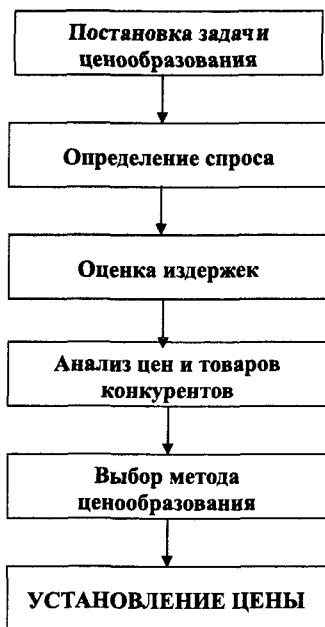 Постановка задачи
ценообразования
Определение спроса
Оценка издержек
Анализ цен и товаров
конкурентов
Выбор метода
ценообразования
УСТАНОВЛЕНИЕ ЦЕНЫ